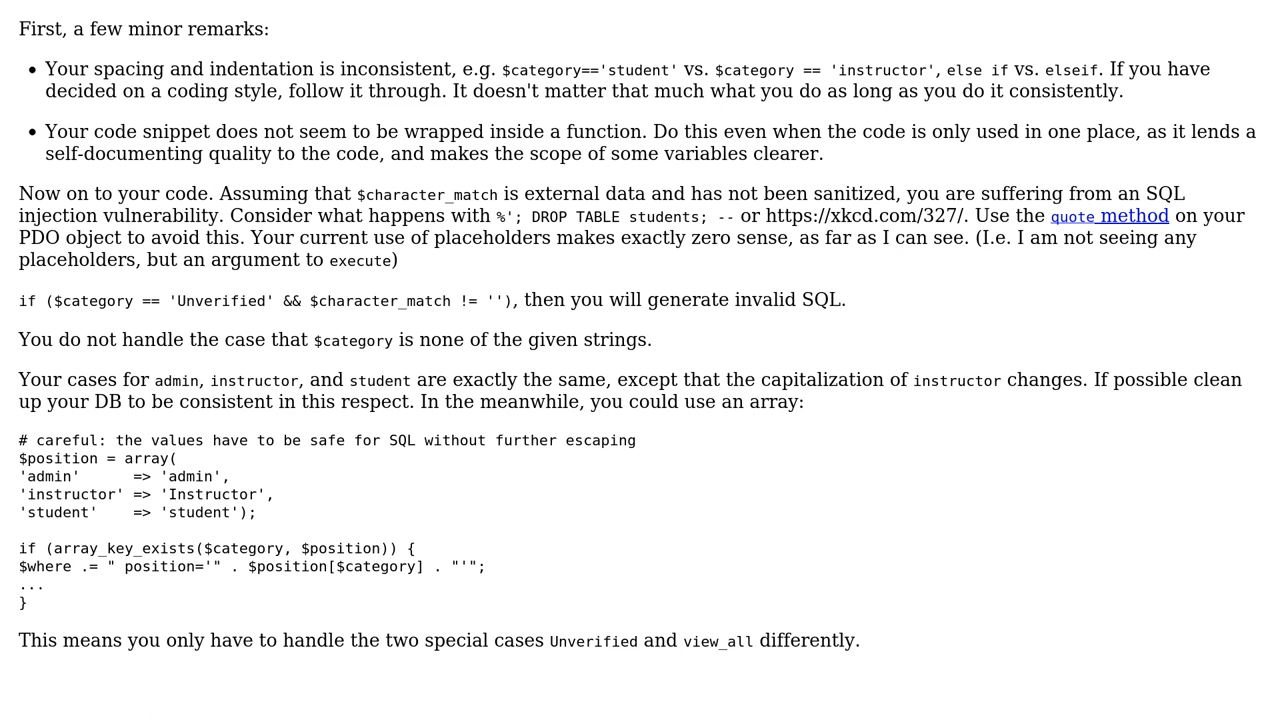 First, a few minor remarks:
• Your spacing and indentation is inconsistent, e.g. $category=='student' vs. $category == 'instructor', else if vs. elseif. If you have
decided on a coding style, follow it through. It doesn't matter that much what you do as long as you do it consistently.
• Your code snippet does not seem to be wrapped inside a function. Do this even when the code is only used in one place, as it lends a
self-documenting quality to the code, and makes the scope of some variables clearer.
Now on to your code. Assuming that $character_match is external data and has not been sanitized, you are suffering from an SQL
injection vulnerability. Consider what happens with %'; DROP TABLE students; -- or https://xkcd.com/327/. Use the quote method on your
PDO object to avoid this. Your current use of placeholders makes exactly zero sense, as far as I can see. (I.e. I am not seeing any
placeholders, but an argument to execute)
if ($category == 'Unverified' && $character_match != ''), then you will generate invalid SQL.
You do not handle the case that $category is none of the given strings.
Your cases for admin, instructor, and student are exactly the same, except that the capitalization of instructor changes. If possible clean
up your DB to be consistent in this respect. In the meanwhile, you could use an array:
# careful: the values have to be safe for SQL without further escaping
$position = array(
'admin'      => 'admin',
'instructor' => 'Instructor',
'student'    => 'student');
if (array_key_exists($category, $position)) {
$where .= " position='" . $position[$category] . "'";
...
}
This means you only have to handle the two special cases Unverified and view_all differently.